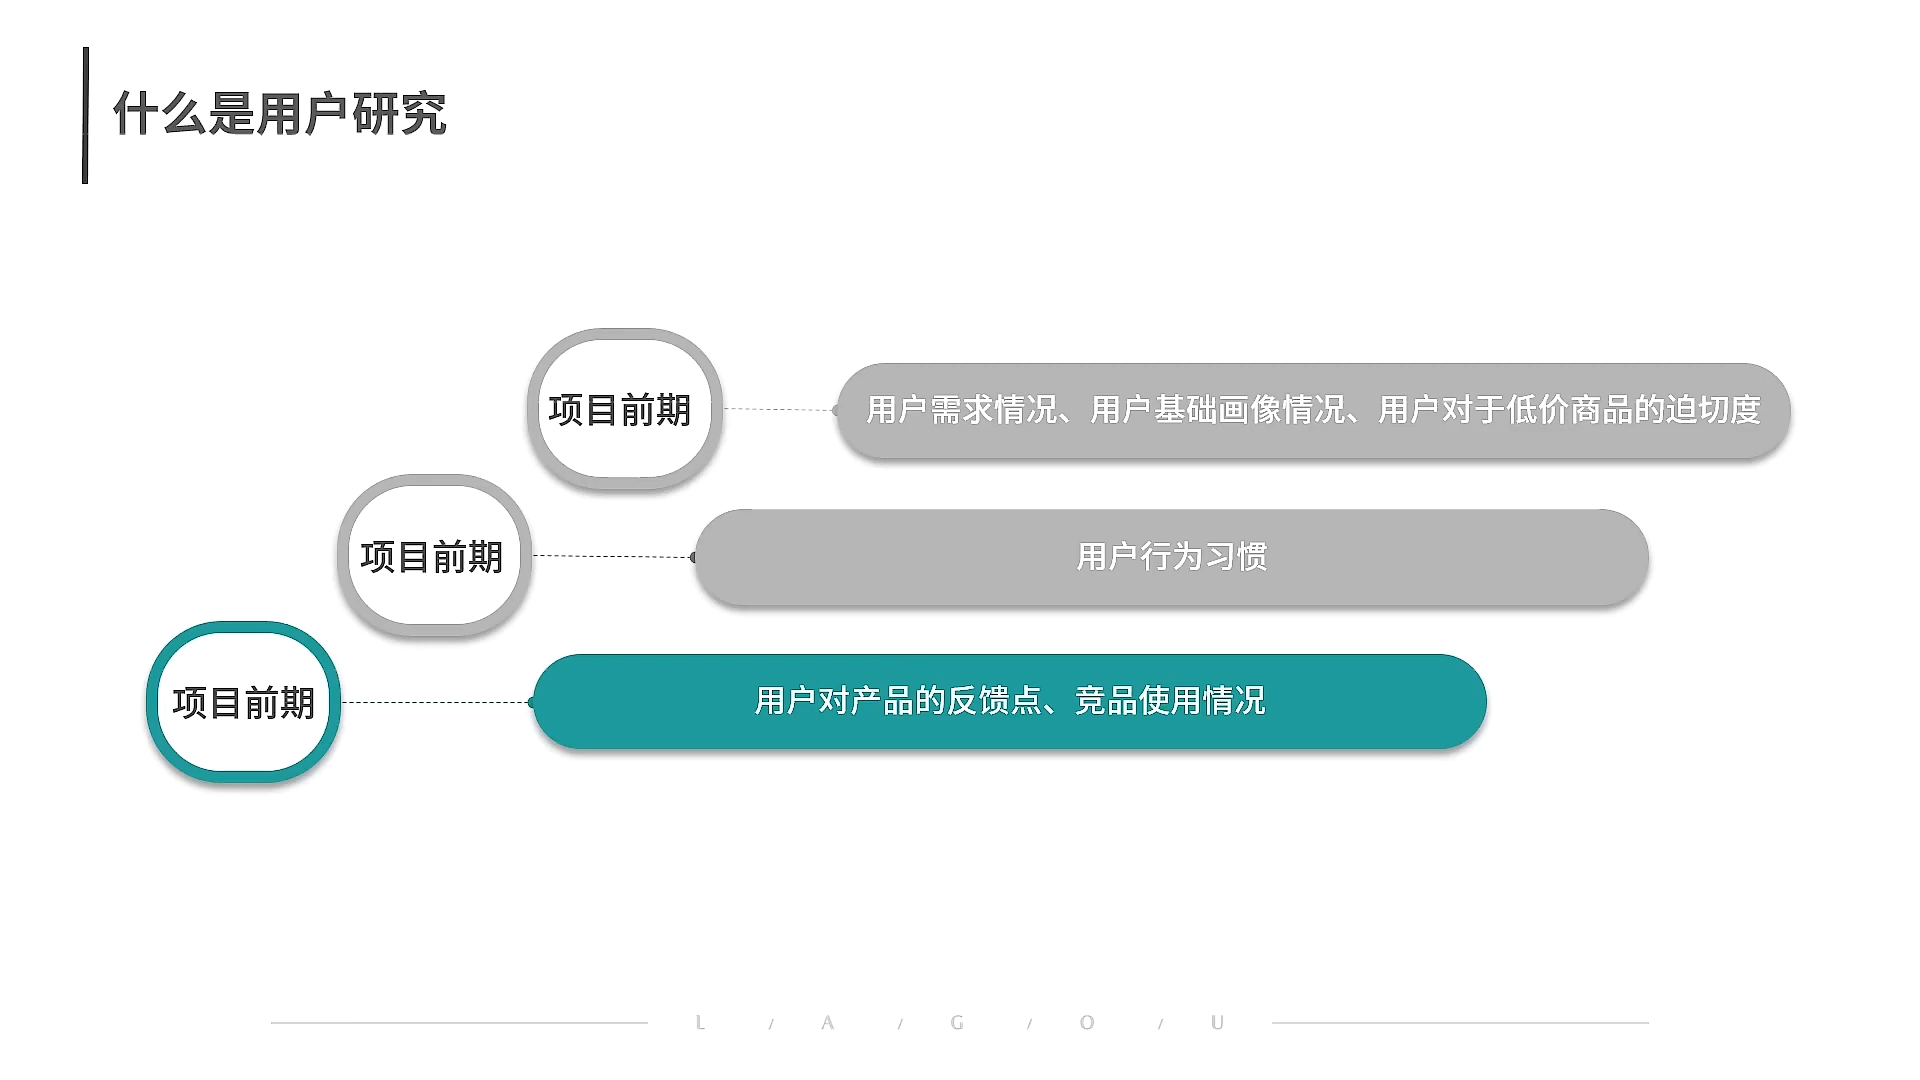 什么是用户研究
项目前期
用户需求情况、用户基础画像情况、用户对于低价商品的迫切度
项目前期
用户行为习惯
项目前期
用户对产品的反馈点、竞品使用情况
L / A / G / O / U